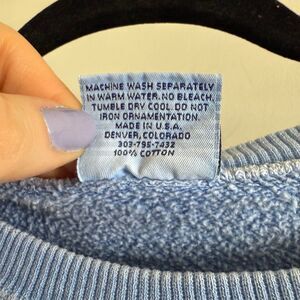 MACHINE WASH SEPARATELY
IN WARM WATER. NO BLEACH.
TUMBLE DRY COOL. DO NOT
IRON ORNAMENTATION.
MADE IN U.S.A.
DENVER, COLORADO
303-795-7432
100% COTTON